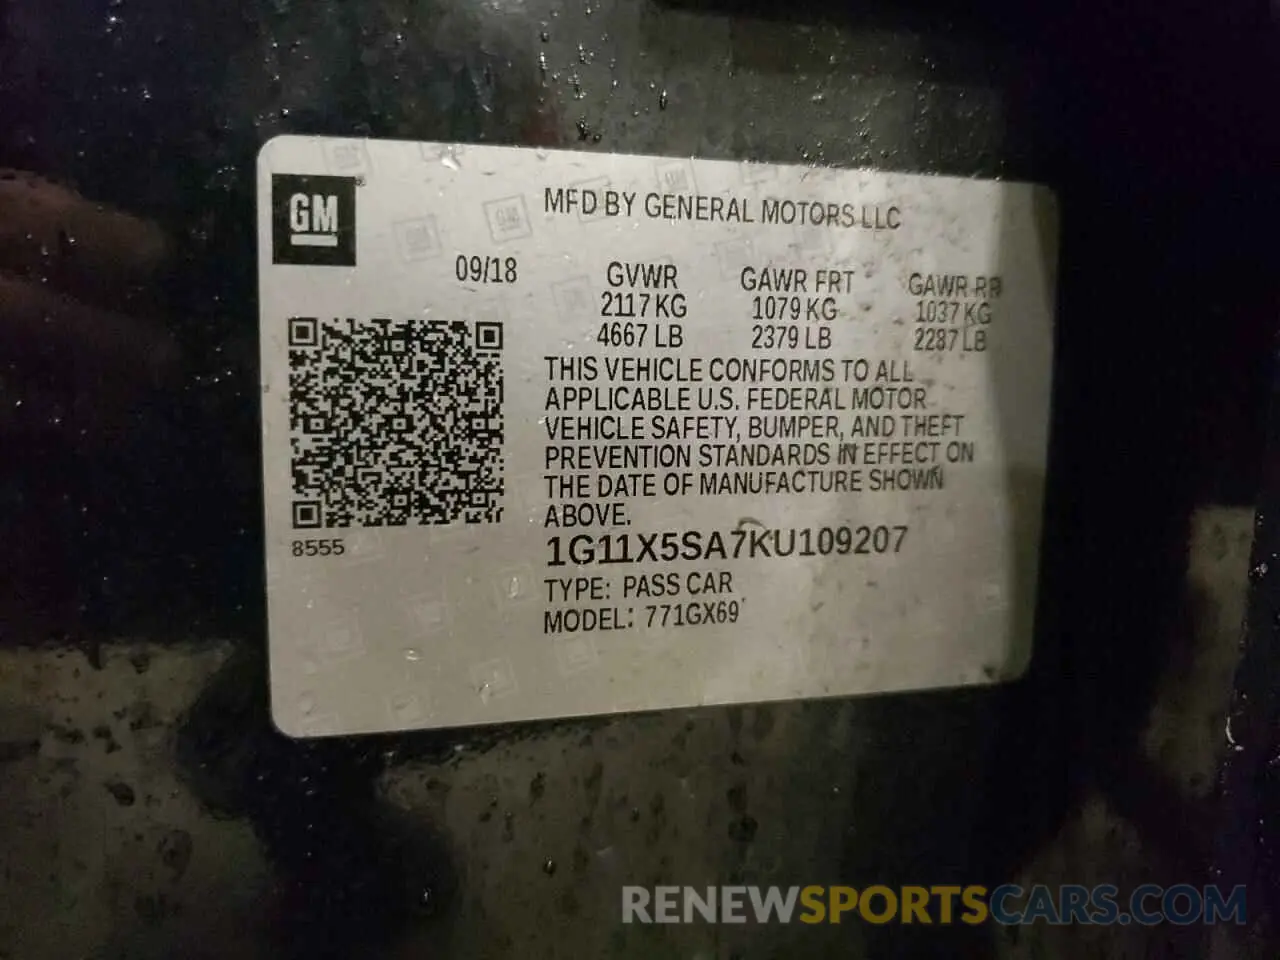 GM
MFD BY GENERAL MOTORS LLC
09/18
GVWR GAWR FRT GAWR RR
2117 KG 1079 KG 1037 KG
4667 LB 2379 LB 2287 LB
THIS VEHICLE CONFORMS TO ALL
APPLICABLE U.S. FEDERAL MOTOR
VEHICLE SAFETY, BUMPER, AND THEFT
PREVENTION STANDARDS IN EFFECT ON
THE DATE OF MANUFACTURE SHOWN
ABOVE.
8555
1G11X5SA7KU109207
TYPE: PASS CAR
MODEL: 771GX69
RENEWSPORTSCARS.COM